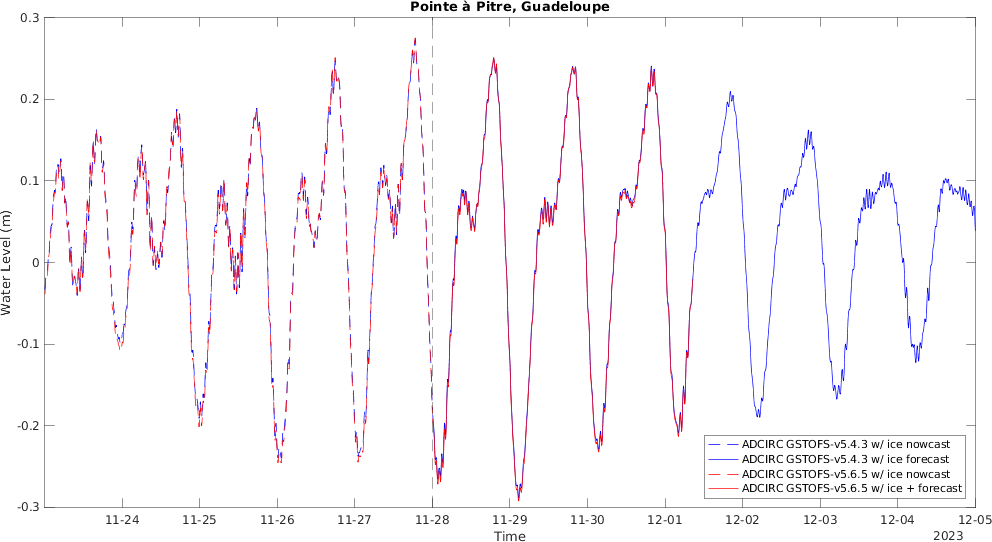 Pointe à Pitre, Guadeloupe
0.3
0.2
0.1
0
-0.1
-0.2
-0.3
Water Level (m)
ADCIRC GSTOFS-v5.4.3 w/ ice nowcast
ADCIRC GSTOFS-v5.4.3 w/ ice forecast
ADCIRC GSTOFS-v5.6.5 w/ ice nowcast
ADCIRC GSTOFS-v5.6.5 w/ ice + forecast
11-24 11-25 11-26 11-27 11-28 11-29 11-30 12-01 12-02 12-03 12-04 12-05
Time
2023